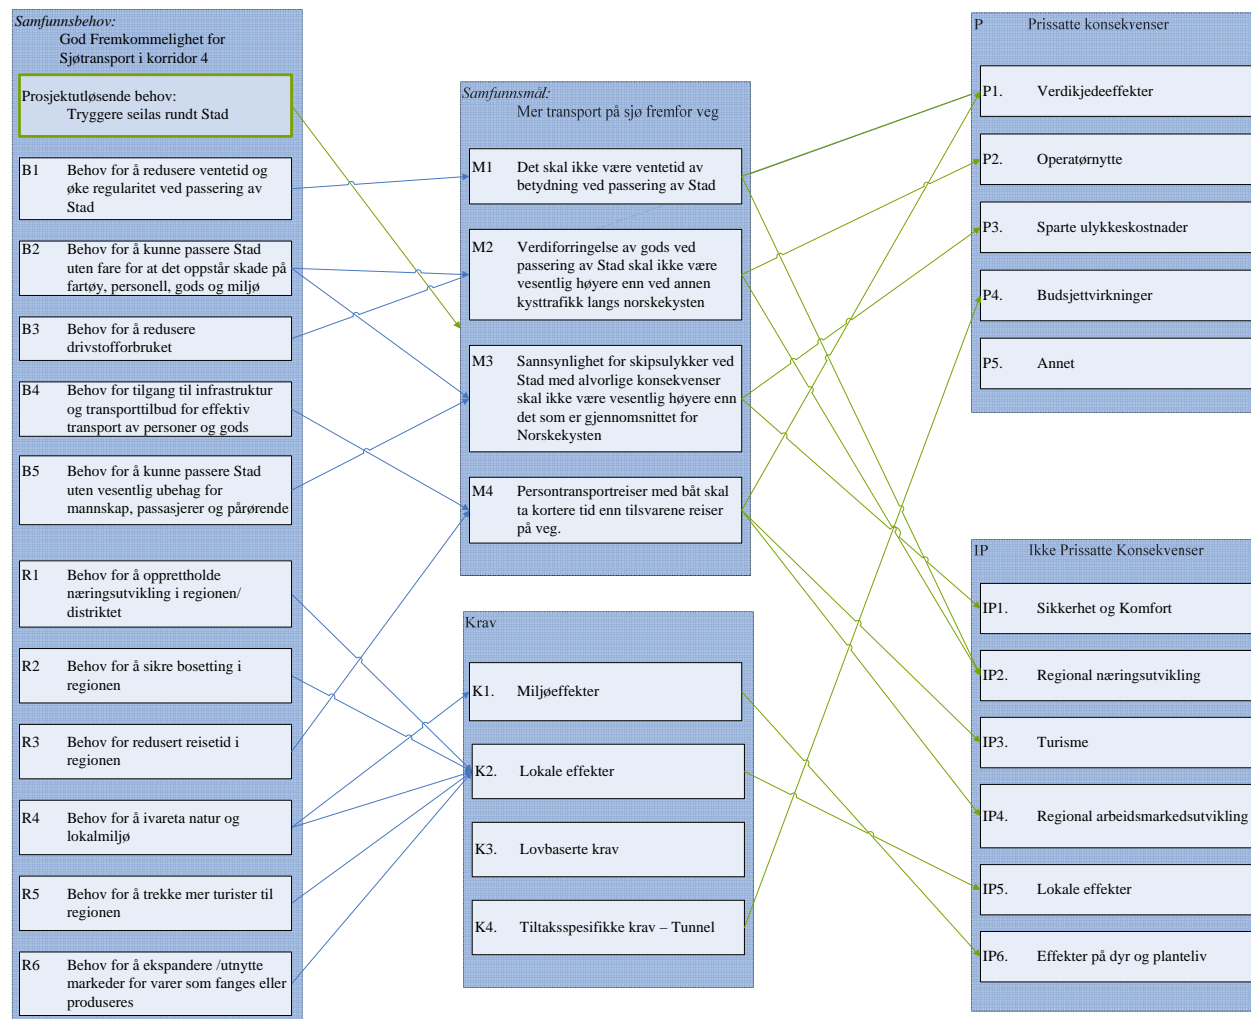 Samfunnsbehov:
God Fremkommelighet for
Sjøtransport i korridor 4
Prosjektutløsende behov:
Tryggere seilas rundt Stad
B1 Behov for å redusere ventetid og
øke regularitet ved passering av
Stad
B2 Behov for å kunne passere Stad
uten fare for at det oppstår skade på
fartøy, personell, gods og miljø
B3 Behov for å redusere
drivstofforbruket
B4 Behov for tilgang til infrastruktur
og transporttilbud for effektiv
transport av personer og gods
B5 Behov for å kunne passere Stad
uten vesentlig ubehag for
mannskap, passasjerer og pårørende
R1 Behov for å opprettholde
næringsutvikling i regionen/
distriktet
R2 Behov for å sikre bosetting i
regionen
R3 Behov for redusert reisetid i
regionen
R4 Behov for å ivareta natur og
lokalmiljø
R5 Behov for å trekke mer turister til
regionen
R6 Behov for å ekspandere /utnytte
markeder for varer som fanges eller
produseres
Samfunnsmål:
Mer transport på sjø fremfor veg
M1 Det skal ikke være ventetid av
betydning ved passering av Stad
M2 Verdiforringelse av gods ved
passering av Stad skal ikke være
vesentlig høyere enn ved annen
kysttrafikk langs norskekysten
M3 Sannsynlighet for skipsulykker ved
Stad med alvorlige konsekvenser
skal ikke være vesentlig høyere enn
det som er gjennomsnittet for
Norskekysten
M4 Persontransportreiser med båt skal
ta kortere tid enn tilsvarene reiser
på veg.
Krav
K1. Miljøeffekter
K2. Lokale effekter
K3. Lovbaserte krav
K4. Tiltaksspesifikke krav – Tunnel
P Prissatte konsekvenser
P1. Verdikjedeeffekter
P2. Operatørnytte
P3. Sparte ulykkeskostnader
P4. Budsjettvirkninger
P5. Annet
IP Ikke Prissatte Konsekvenser
IP1. Sikkerhet og Komfort
IP2. Regional næringsutvikling
IP3. Turisme
IP4. Regional arbeidsmarkedsutvikling
IP5. Lokale effekter
IP6. Effekter på dyr og planteliv